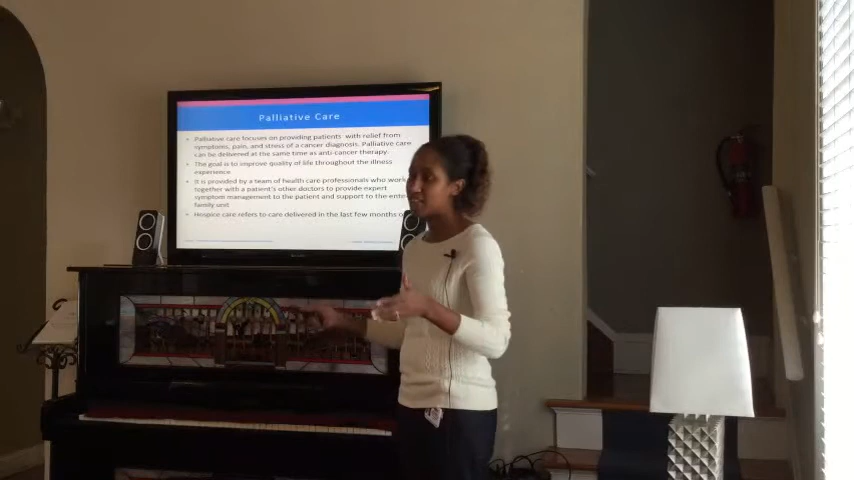 Palliative Care
• Palliative care focuses on providing patients with relief from
symptoms, pain, and stress of a cancer diagnosis. Palliative care
can be delivered at the same time as anti-cancer therapy.
• The goal is to improve quality of life throughout the illness
experience
• It is provided by a team of health care professionals who work
together with a patient's other doctors to provide expert
symptom management to the patient and support to the entire
family unit
• Hospice care refers to care delivered in the last few months of